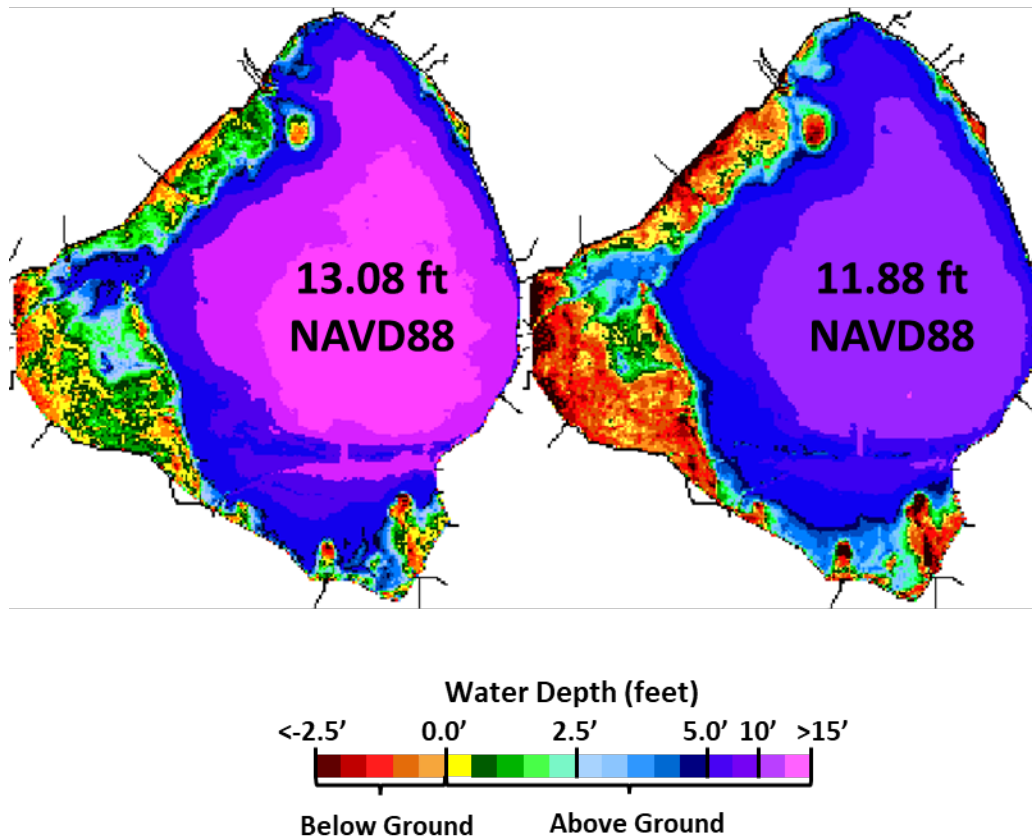 13.08 ft
NAVD88
11.88 ft
NAVD88
Water Depth (feet)
<-2.5’ 0.0’ 2.5’ 5.0’ 10’ >15’
Below Ground Above Ground